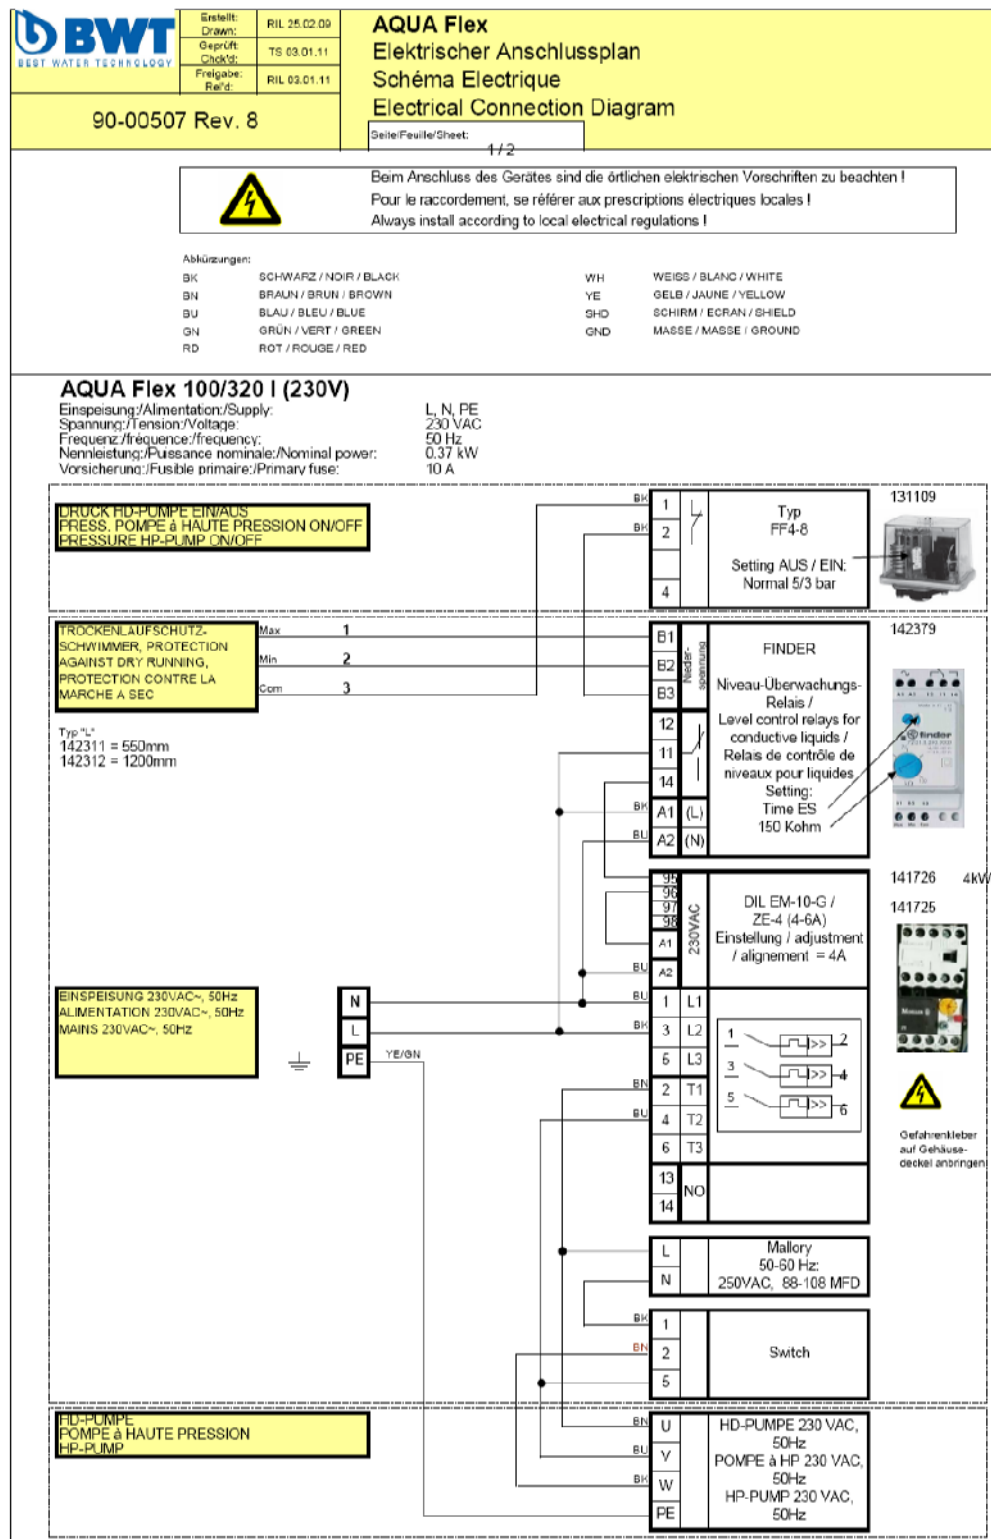 BWT
BEST WATER TECHNOLOGY
Erstellt:
Drawn:
RIL 25.02.09
Geprüft:
Chck'd:
TS 03.01.11
Freigabe:
Rel'd:
RIL 03.01.11
90-00507 Rev. 8
AQUA Flex
Elektrischer Anschlussplan
Schéma Electrique
Electrical Connection Diagram
Seite/Feuille/Sheet:
1 / 2
Beim Anschluss des Gerätes sind die örtlichen elektrischen Vorschriften zu beachten !
Pour le raccordement, se référer aux prescriptions électriques locales !
Always install according to local electrical regulations !
Abkürzungen:
BK SCHWARZ / NOIR / BLACK
BN BRAUN / BRUN / BROWN
BU BLAU / BLEU / BLUE
GN GRÜN / VERT / GREEN
RD ROT / ROUGE / RED
WH WEISS / BLANC / WHITE
YE GELB / JAUNE / YELLOW
SHD SCHIRM / ECRAN / SHIELD
GND MASSE / MASSE / GROUND
AQUA Flex 100/320 l (230V)
Einspeisung:/Alimentation:/Supply: L, N, PE
Spannung:/Tension:/Voltage: 230 VAC
Frequenz:/fréquence:/frequency: 50 Hz
Nennleistung:/Puissance nominale:/Nominal power: 0.37 kW
Vorsicherung:/Fusible primaire:/Primary fuse: 10 A
DRUCK HD-PUMPE EIN/AUS
PRESS. POMPE à HAUTE PRESSION ON/OFF
PRESSURE HP-PUMP ON/OFF
BK 1
BK 2
4
Typ
FF4-8
Setting AUS / EIN:
Normal 5/3 bar
131109
TROCKENLAUFSCHUTZ-
SCHWIMMER, PROTECTION
AGAINST DRY RUNNING,
PROTECTION CONTRE LA
MARCHE A SEC
Max 1
Min 2
Com 3
Typ "L"
142311 = 550mm
142312 = 1200mm
B1
B2
B3
Nieder-
spannung
12
11
14
BK A1 (L)
BU A2 (N)
FINDER
Niveau-Überwachungs-
Relais /
Level control relays for
conductive liquids /
Relais de contrôle de
niveaux pour liquides
Setting:
Time ES
150 Kohm
142379
finder
95
96
97
98
A1
BU A2
230VAC
DIL EM-10-G /
ZE-4 (4-6A)
Einstellung / adjustment
/ alignement = 4A
141726 4kW
141725
EINSPEISUNG 230VAC~, 50Hz
ALIMENTATION 230VAC~, 50Hz
MAINS 230VAC~, 50Hz
N
L
PE
YE/GN
BU 1 L1
BK 3 L2
5 L3
BN 2 T1
BU 4 T2
6 T3
13
14
NO
1 >> 2
3 >> 4
5 >> 6
Gefahrenkleber
auf Gehäuse-
deckel anbringen
L
N
Mallory
50-60 Hz:
250VAC, 88-108 MFD
BK 1
BN 2
5
Switch
HD-PUMPE
POMPE à HAUTE PRESSION
HP-PUMP
BN U
BU V
BK W
PE
HD-PUMPE 230 VAC,
50Hz
POMPE à HP 230 VAC,
50Hz
HP-PUMP 230 VAC,
50Hz